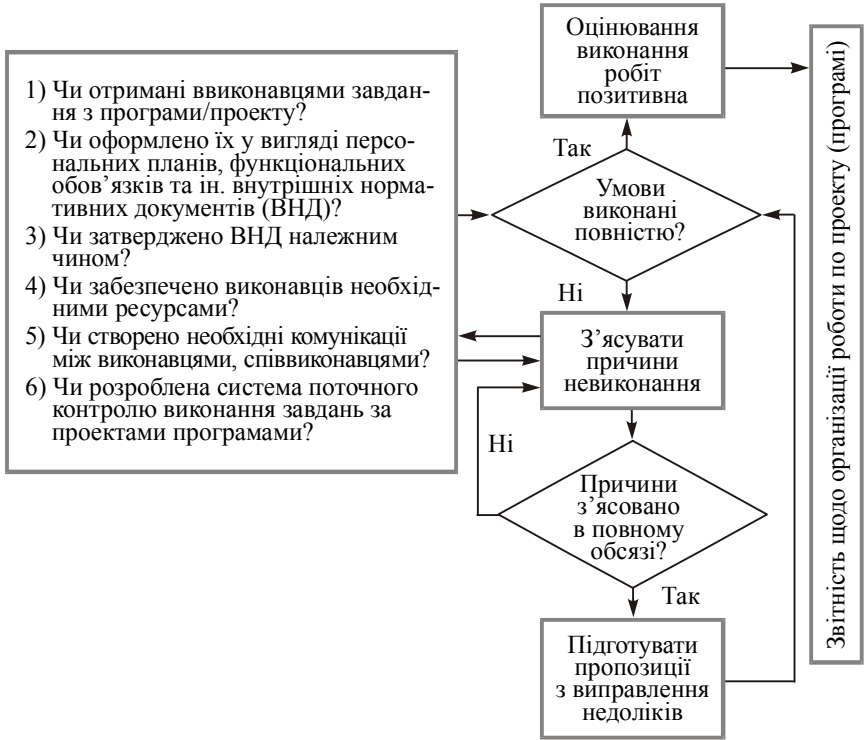 1) Чи отримані ввиконавцями завдан-
ня з програми/проекту?
2) Чи оформлено їх у вигляді персо-
нальних планів, функціональних
обов’язків та ін. внутрішніх норма-
тивних документів (ВНД)?
3) Чи затверджено ВНД належним
чином?
4) Чи забезпечено виконавців необхід-
ними ресурсами?
5) Чи створено необхідні комунікації
між виконавцями, співвиконавцями?
6) Чи розроблена система поточного
контролю виконання завдань за
проектами програмами?
Оцінювання
виконання
робіт
позитивна
Так
Умови
виконані
повністю?
Ні
З’ясувати
причини
невиконання
Ні
Причини
з’ясовано
в повному
обсязі?
Так
Підготувати
пропозиції
з виправлення
недоліків
Звітність щодо організації роботи по проекту (програмі)